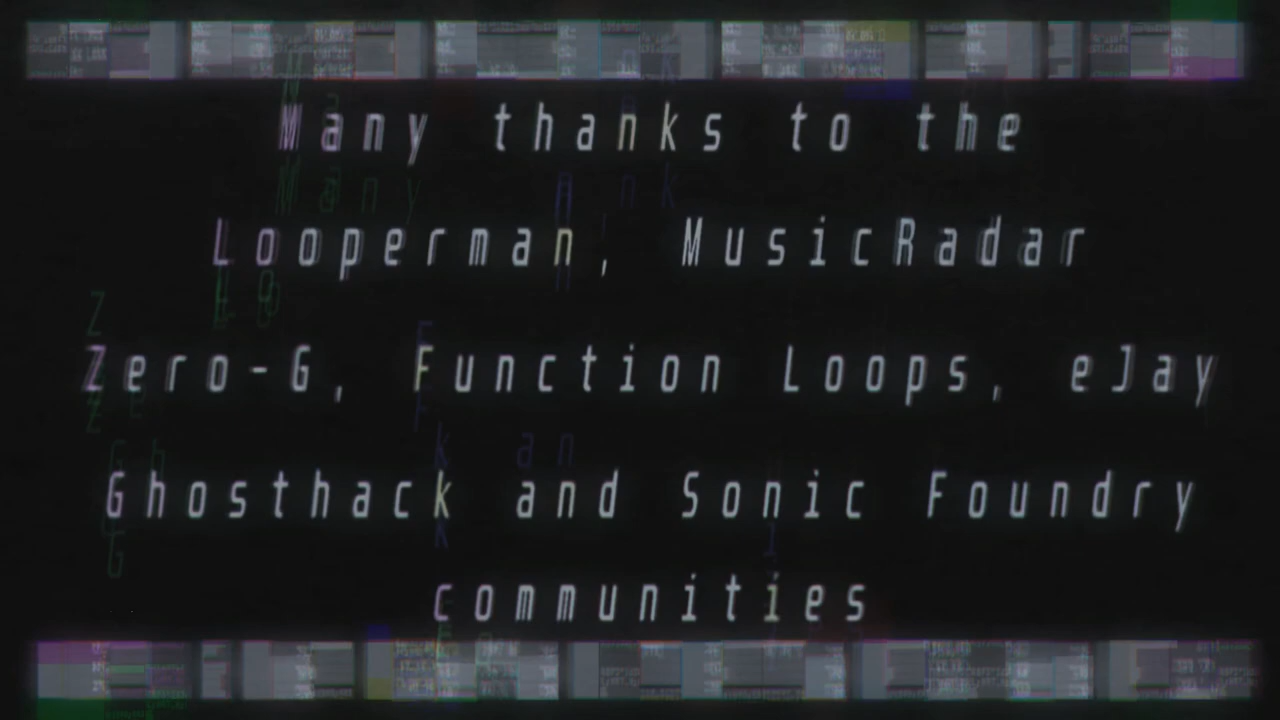 Many thanks to the
Looperman, MusicRadar
Zero-G, Function Loops, eJay
Ghosthack and Sonic Foundry
communities